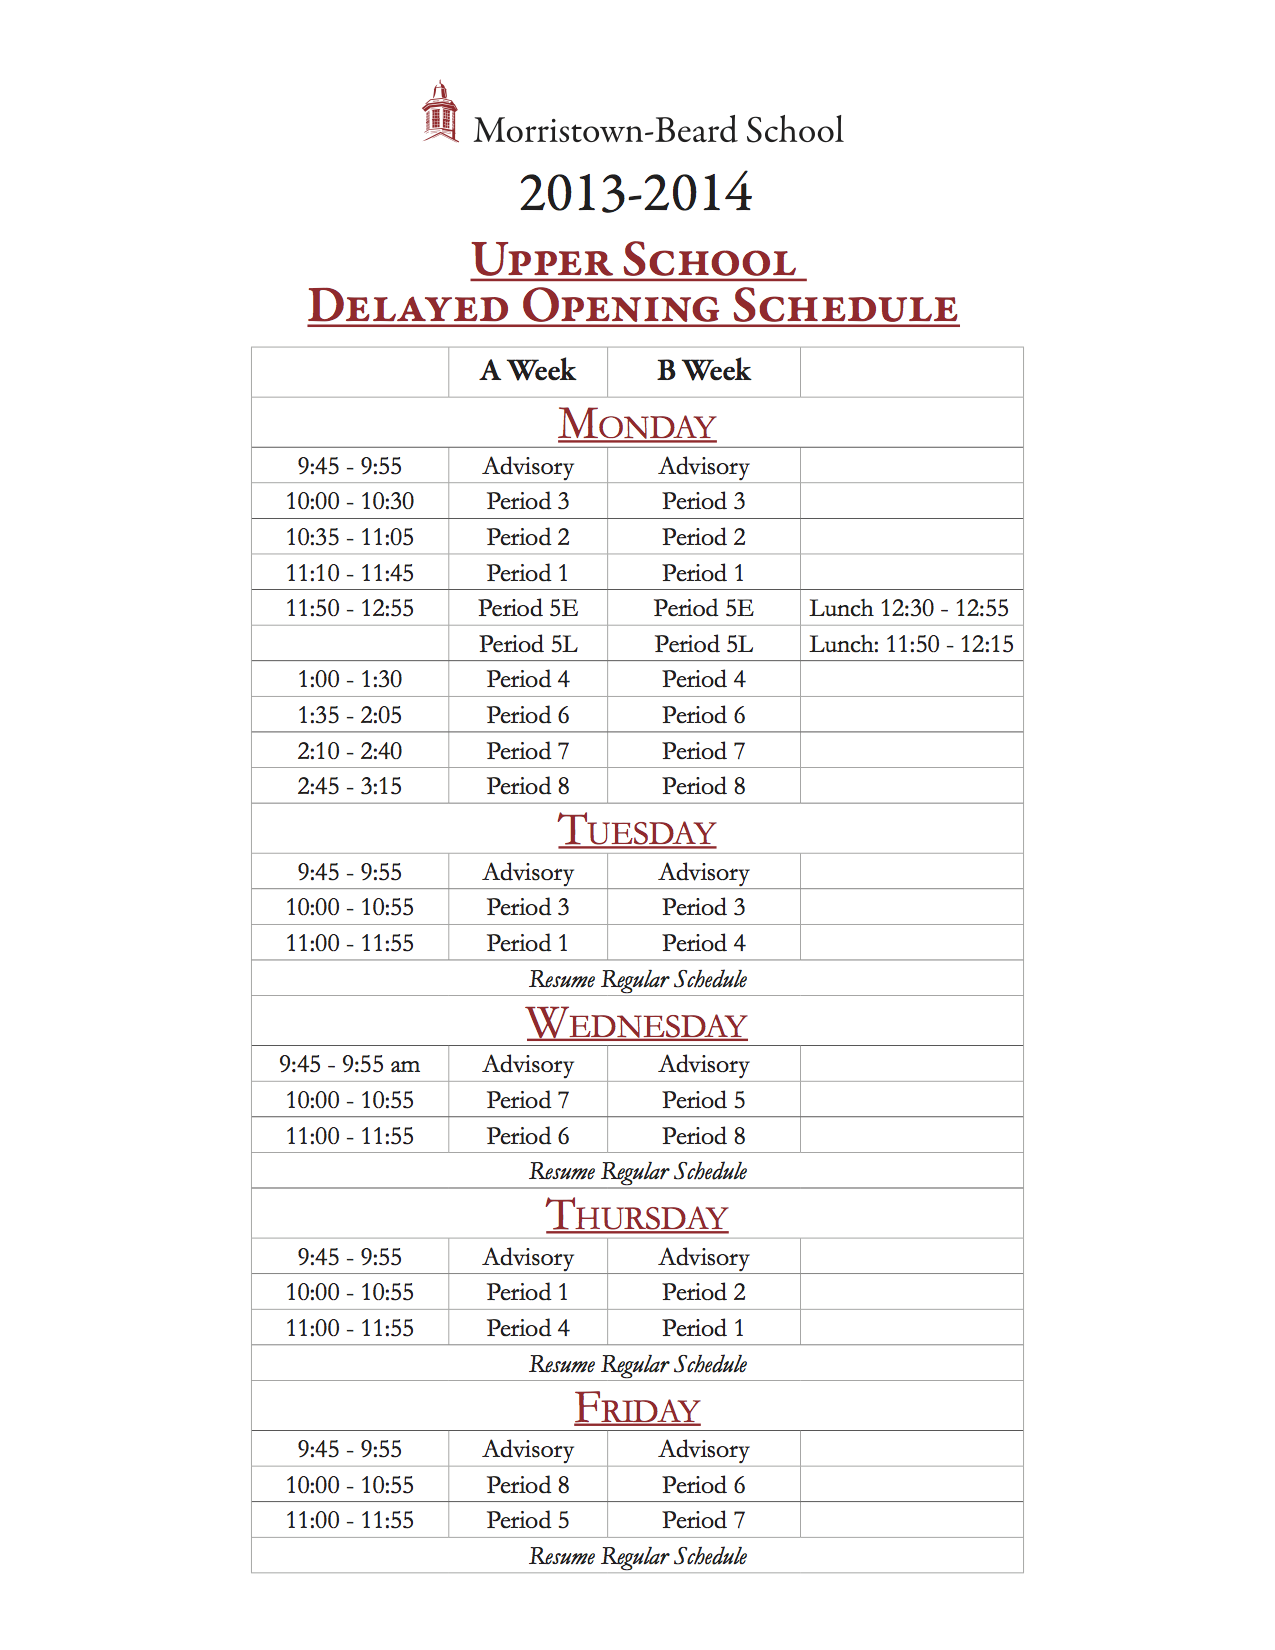 Morristown-Beard School
2013-2014
Upper School
Delayed Opening Schedule
A Week B Week
Monday
9:45 - 9:55 Advisory Advisory
10:00 - 10:30 Period 3 Period 3
10:35 - 11:05 Period 2 Period 2
11:10 - 11:45 Period 1 Period 1
11:50 - 12:55 Period 5E Period 5E Lunch 12:30 - 12:55
Period 5L Period 5L Lunch: 11:50 - 12:15
1:00 - 1:30 Period 4 Period 4
1:35 - 2:05 Period 6 Period 6
2:10 - 2:40 Period 7 Period 7
2:45 - 3:15 Period 8 Period 8
Tuesday
9:45 - 9:55 Advisory Advisory
10:00 - 10:55 Period 3 Period 3
11:00 - 11:55 Period 1 Period 4
Resume Regular Schedule
Wednesday
9:45 - 9:55 am Advisory Advisory
10:00 - 10:55 Period 7 Period 5
11:00 - 11:55 Period 6 Period 8
Resume Regular Schedule
Thursday
9:45 - 9:55 Advisory Advisory
10:00 - 10:55 Period 1 Period 2
11:00 - 11:55 Period 4 Period 1
Resume Regular Schedule
Friday
9:45 - 9:55 Advisory Advisory
10:00 - 10:55 Period 8 Period 6
11:00 - 11:55 Period 5 Period 7
Resume Regular Schedule